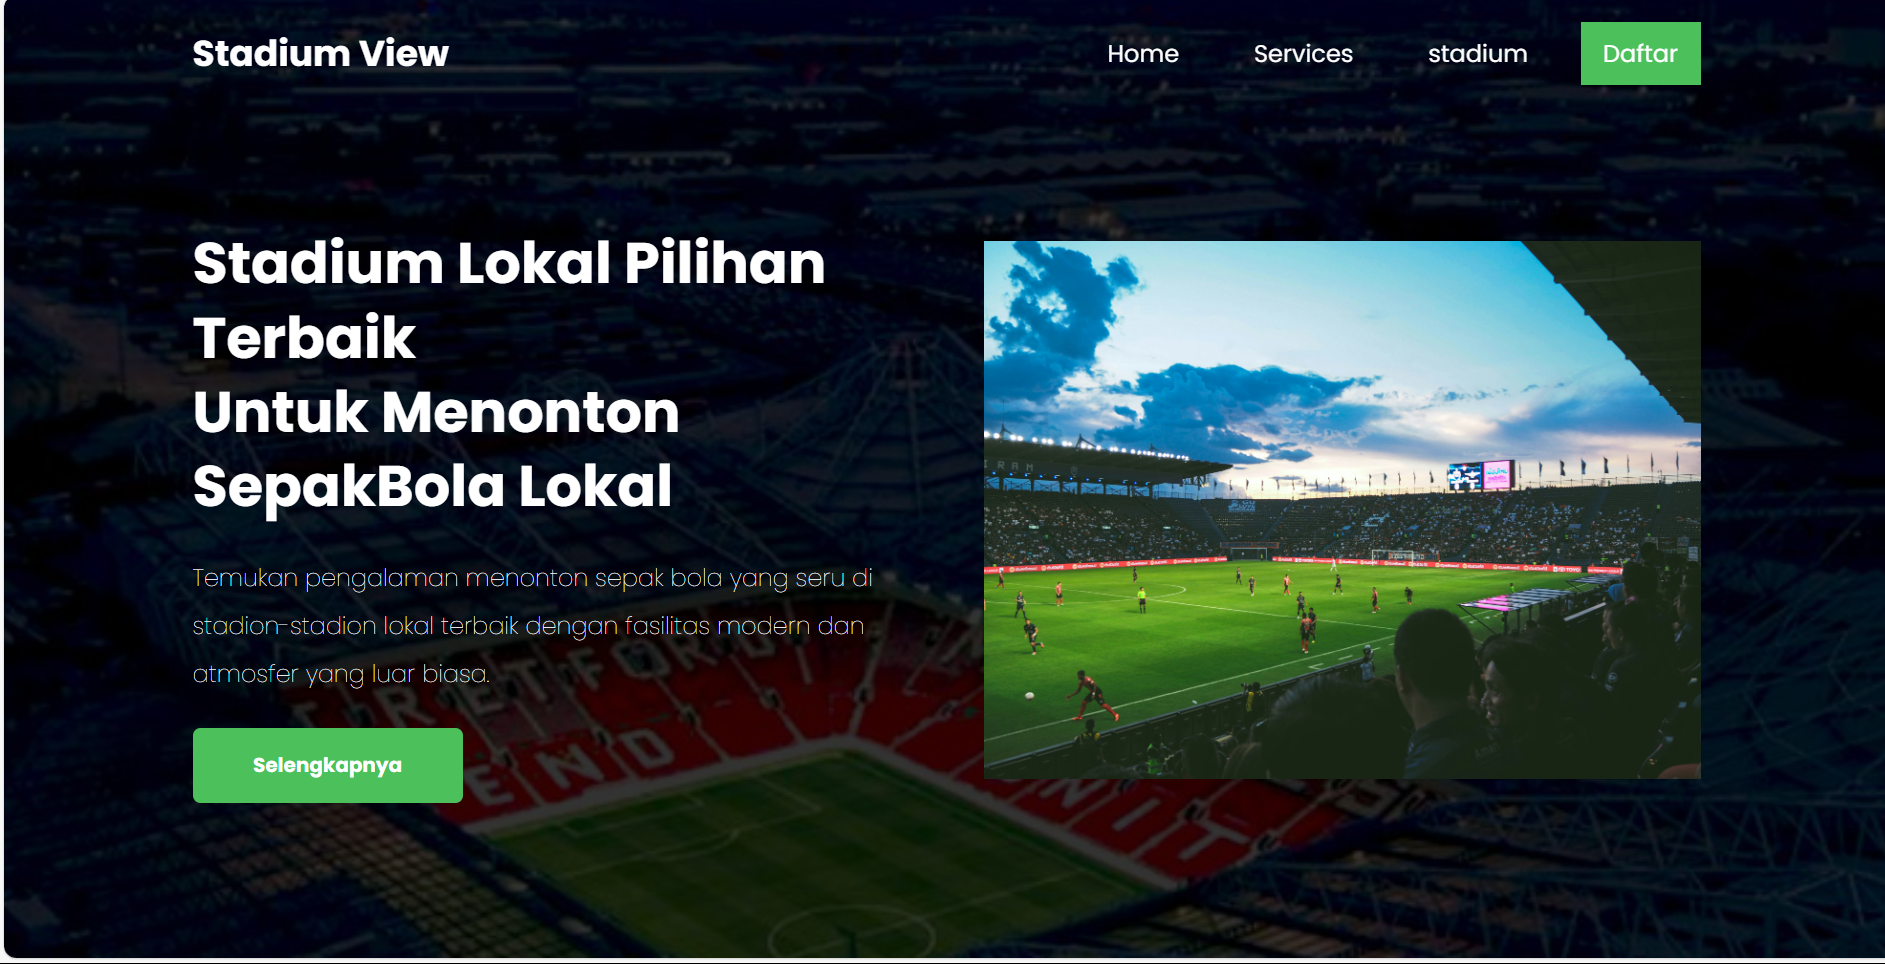 Stadium View
Home
Services
stadium
Daftar
Stadium Lokal Pilihan
Terbaik
Untuk Menonton
SepakBola Lokal
Temukan pengalaman menonton sepak bola yang seru di
stadion-stadion lokal terbaik dengan fasilitas modern dan
atmosfer yang luar biasa.
Selengkapnya